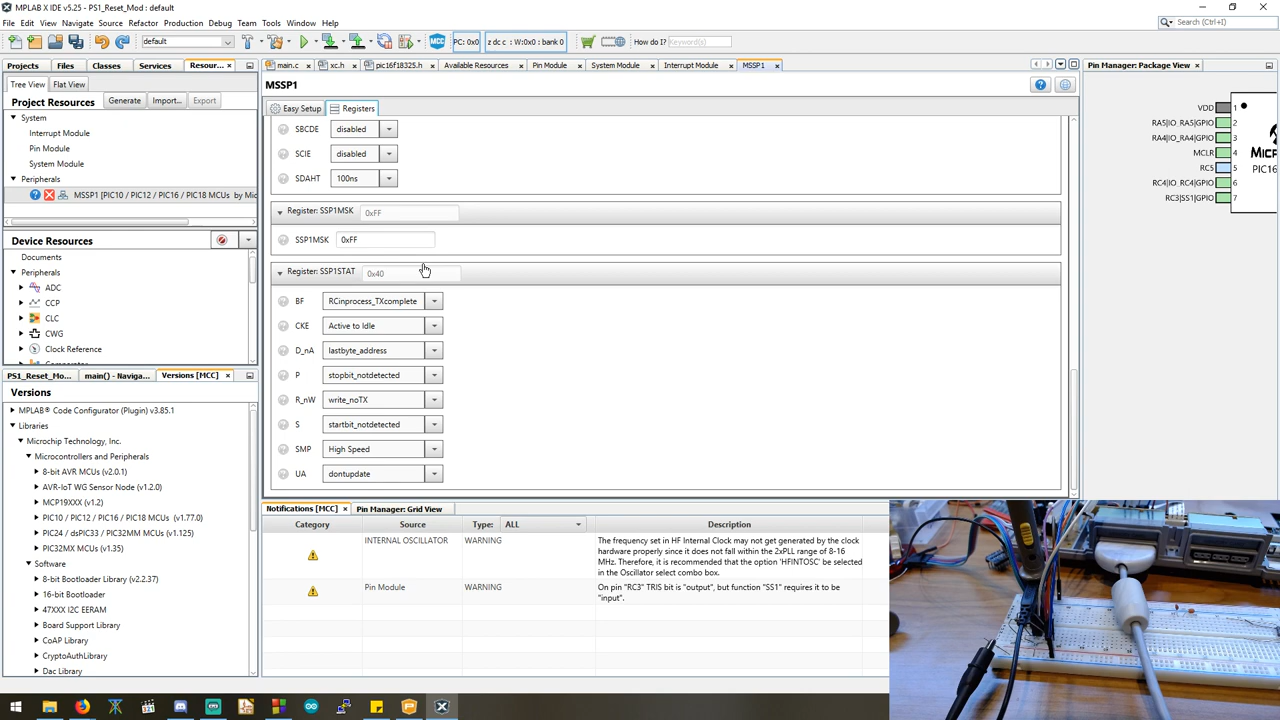 MPLAB X IDE v5.25 - PS1_Reset_Mod : default
File Edit View Navigate Source Refactor Production Debug Team Tools Window Help
Search (Ctrl+I)
default
MCC
PC: 0x0
z dc c : W:0x0 : bank 0
How do I?
Keyword(s)
Projects Files Classes Services Resour...
Tree View Flat View
Project Resources Generate Import... Export
System
Interrupt Module
Pin Module
System Module
Peripherals
MSSP1 [PIC10 / PIC12 / PIC16 / PIC18 MCUs by Mic
Device Resources
Documents
Peripherals
ADC
CCP
CLC
CWG
Clock Reference
PS1_Reset_Mo... main() - Naviga... Versions [MCC]
Versions
MPLAB® Code Configurator (Plugin) v3.85.1
Libraries
Microchip Technology, Inc.
Microcontrollers and Peripherals
8-bit AVR MCUs (v2.0.1)
AVR-IoT WG Sensor Node (v1.2.0)
MCP19XXX (v1.2)
PIC10 / PIC12 / PIC16 / PIC18 MCUs (v1.77.0)
PIC24 / dsPIC33 / PIC32MM MCUs (v1.125)
PIC32MX MCUs (v1.35)
Software
8-bit Bootloader Library (v2.2.37)
16-bit Bootloader
47XXX I2C EERAM
Board Support Library
CoAP Library
CryptoAuthLibrary
Dac Library
main.c xc.h pic16f18325.h Available Resources Pin Module System Module Interrupt Module MSSP1
MSSP1
Easy Setup Registers
SBCDE disabled
SCIE disabled
SDAHT 100ns
Register: SSP1MSK 0xFF
SSP1MSK 0xFF
Register: SSP1STAT 0x40
BF RCinprocess_TXcomplete
CKE Active to Idle
D_nA lastbyte_address
P stopbit_notdetected
R_nW write_noTX
S startbit_notdetected
SMP High Speed
UA dontupdate
Notifications [MCC] Pin Manager: Grid View
Category Source Type: ALL Description
INTERNAL OSCILLATOR WARNING The frequency set in HF Internal Clock may not get generated by the clock
hardware properly since it does not fall within the 2xPLL range of 8-16
MHz. Therefore, it is recommended that the option 'HFINTOSC' be selected
in the Oscillator select combo box.
Pin Module WARNING On pin "RC3" TRIS bit is "output", but function "SS1" requires it to be
"input".
Pin Manager: Package View
VDD 1
RA5|IO_RA5|GPIO 2
RA4|IO_RA4|GPIO 3
MCLR 4
RC5 5
RC4|IO_RC4|GPIO 6
RC3|SS1|GPIO 7
PIC16